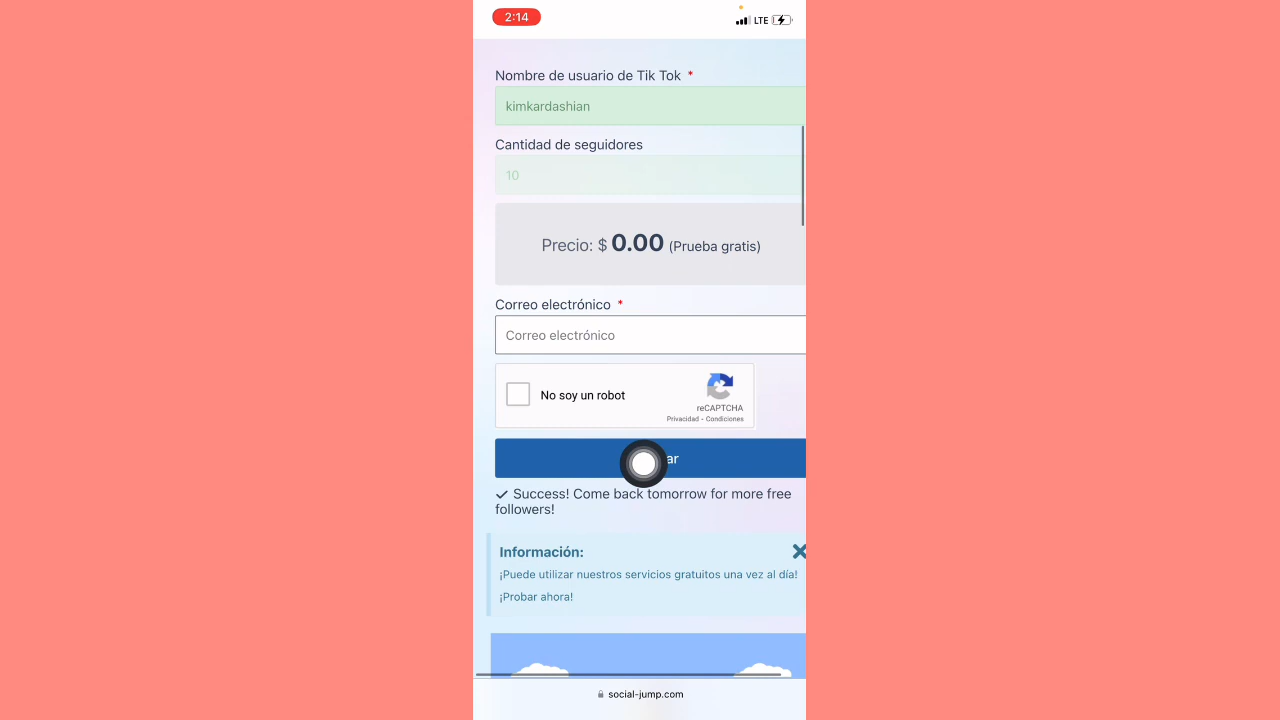 2:14
LTE
Nombre de usuario de Tik Tok *
kimkardashian
Cantidad de seguidores
10
Precio: $ 0.00 (Prueba gratis)
Correo electrónico *
Correo electrónico
No soy un robot
reCAPTCHA
Privacidad - Condiciones
✓ Success! Come back tomorrow for more free
followers!
Información:
¡Puede utilizar nuestros servicios gratuitos una vez al día!
¡Probar ahora!
social-jump.com